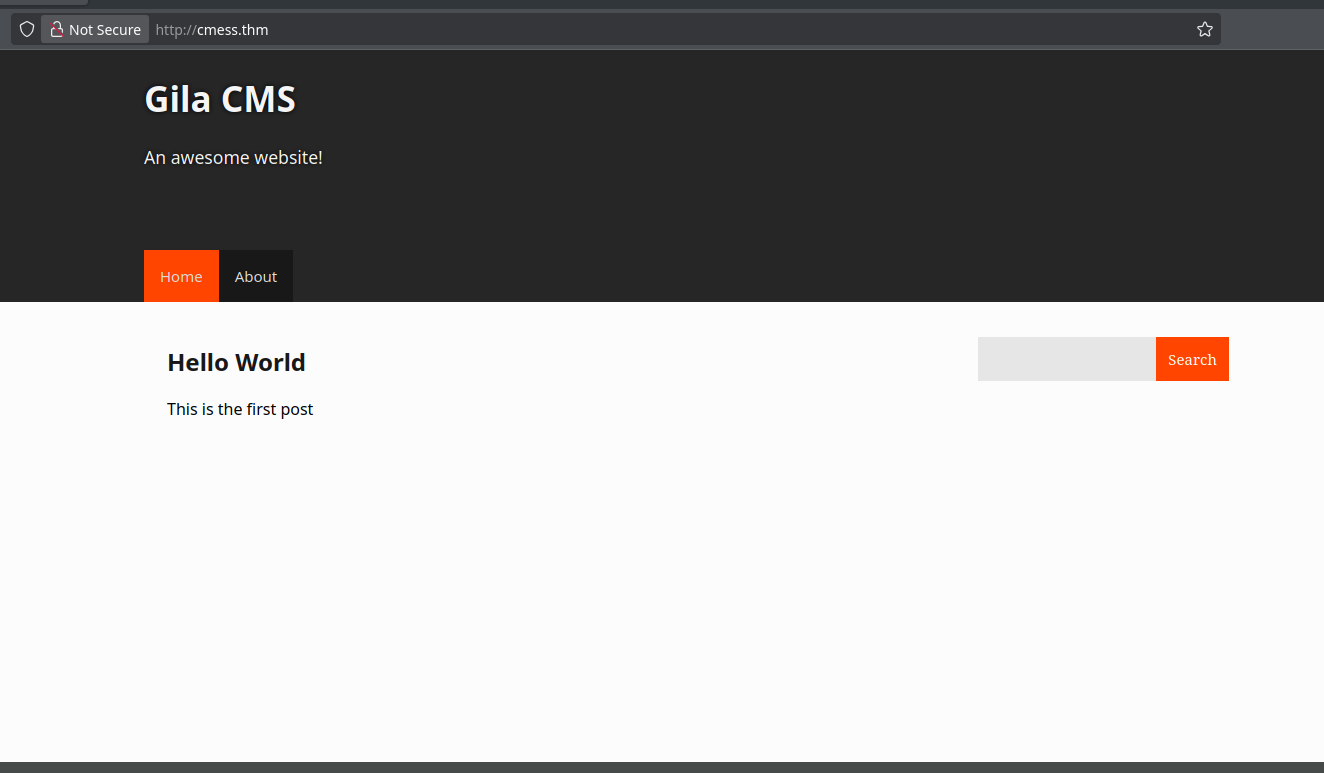 Not Secure http://cmess.thm
Gila CMS
An awesome website!
Home About
Hello World
Search
This is the first post